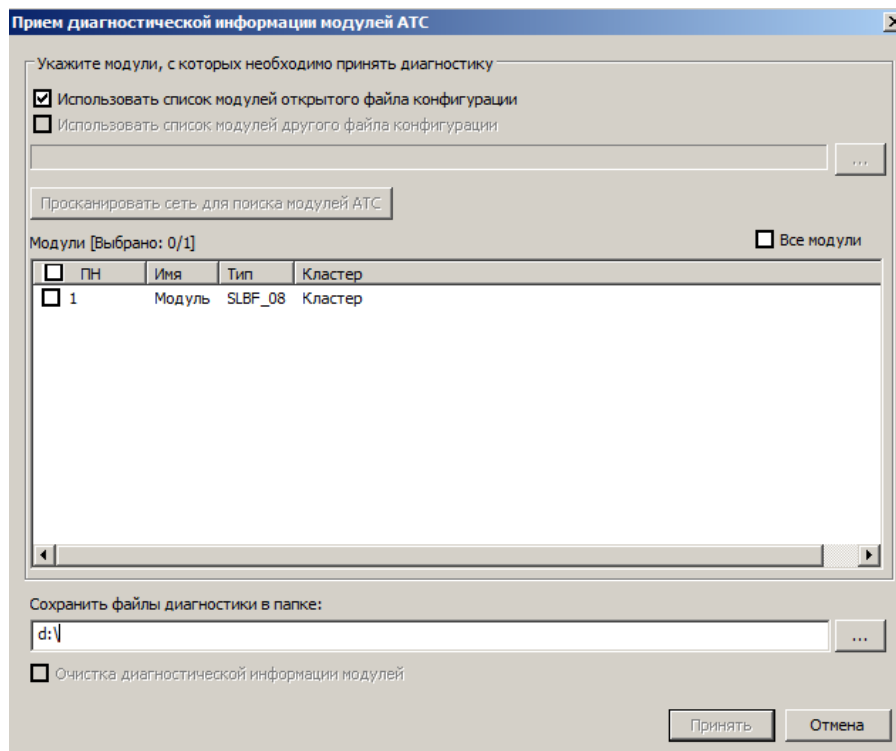 Прием диагностической информации модулей АТС
Укажите модули, с которых необходимо принять диагностику
Использовать список модулей открытого файла конфигурации
Использовать список модулей другого файла конфигурации
...
Просканировать сеть для поиска модулей АТС
Модули [Выбрано: 0/1]
Все модули
ПН Имя Тип Кластер
1 Модуль SLBF_08 Кластер
Сохранить файлы диагностики в папке:
d:\
...
Очистка диагностической информации модулей
Принять Отмена